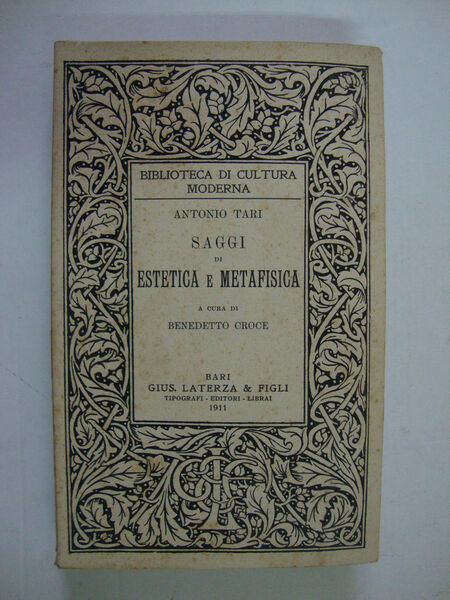 BIBLIOTECA DI CULTURA
MODERNA
ANTONIO TARI
SAGGI
DI
ESTETICA E METAFISICA
A CURA DI
BENEDETTO CROCE
BARI
GIUS. LATERZA & FIGLI
TIPOGRAFI - EDITORI - LIBRAI
1911